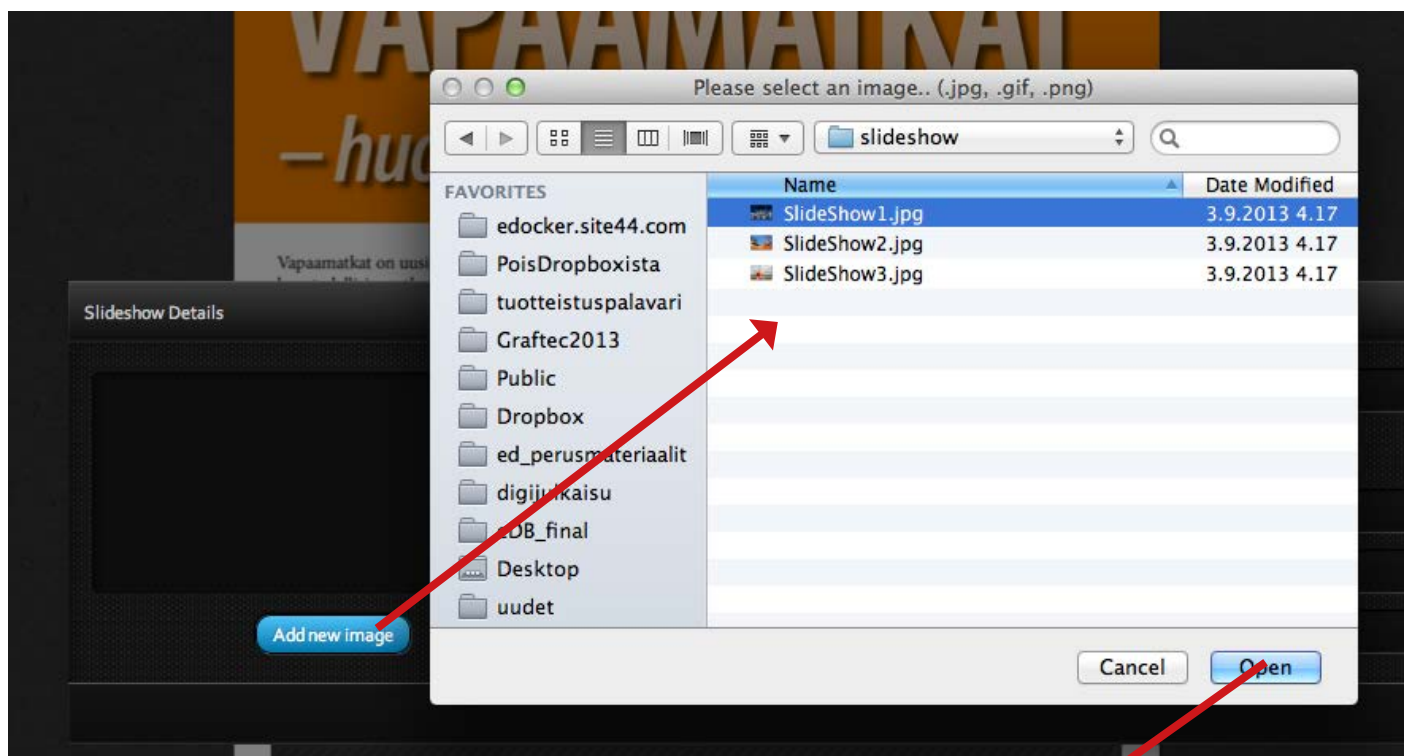 VAPAAMATKAT
Please select an image.. (.jpg, .gif, .png)
– huo
slideshow
FAVORITES
Name Date Modified
edocker.site44.com
SlideShow1.jpg 3.9.2013 4.17
SlideShow2.jpg 3.9.2013 4.17
SlideShow3.jpg 3.9.2013 4.17
PoisDropboxista
tuotteistuspalavari
Graftec2013
Public
Dropbox
ed_perusmateriaalit
digijulkaisu
eDB_final
Desktop
uudet
Vapaamatkat on uusi
Slideshow Details
Add new image
Cancel Open